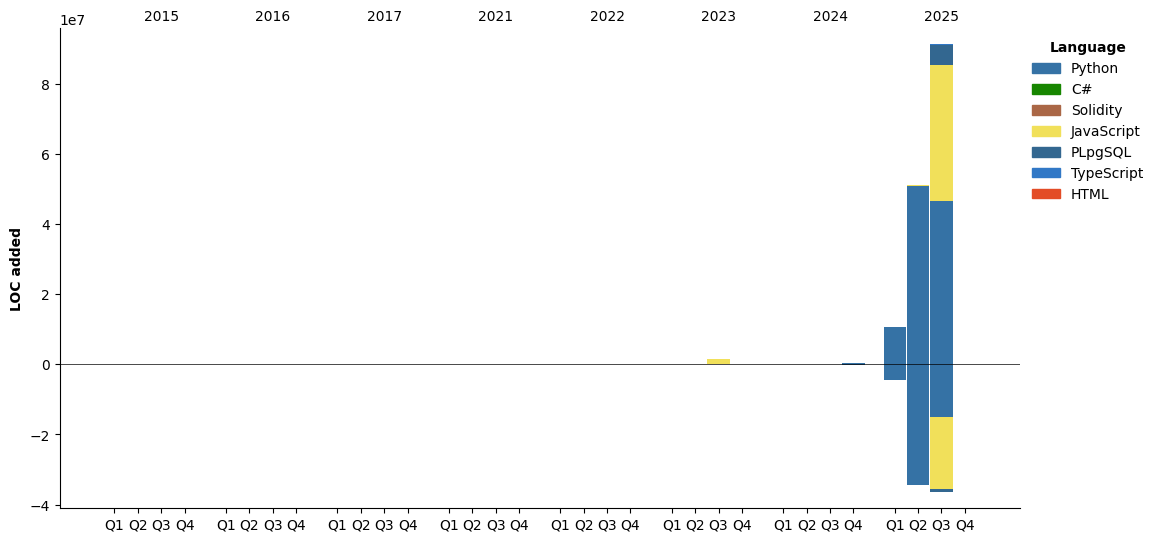 2015 2016 2017 2021 2022 2023 2024 2025
1e7
8
6
4
2
0
−2
−4
LOC added
Q1 Q2 Q3 Q4 Q1 Q2 Q3 Q4 Q1 Q2 Q3 Q4 Q1 Q2 Q3 Q4 Q1 Q2 Q3 Q4 Q1 Q2 Q3 Q4 Q1 Q2 Q3 Q4 Q1 Q2 Q3 Q4
Language
Python
C#
Solidity
JavaScript
PLpgSQL
TypeScript
HTML